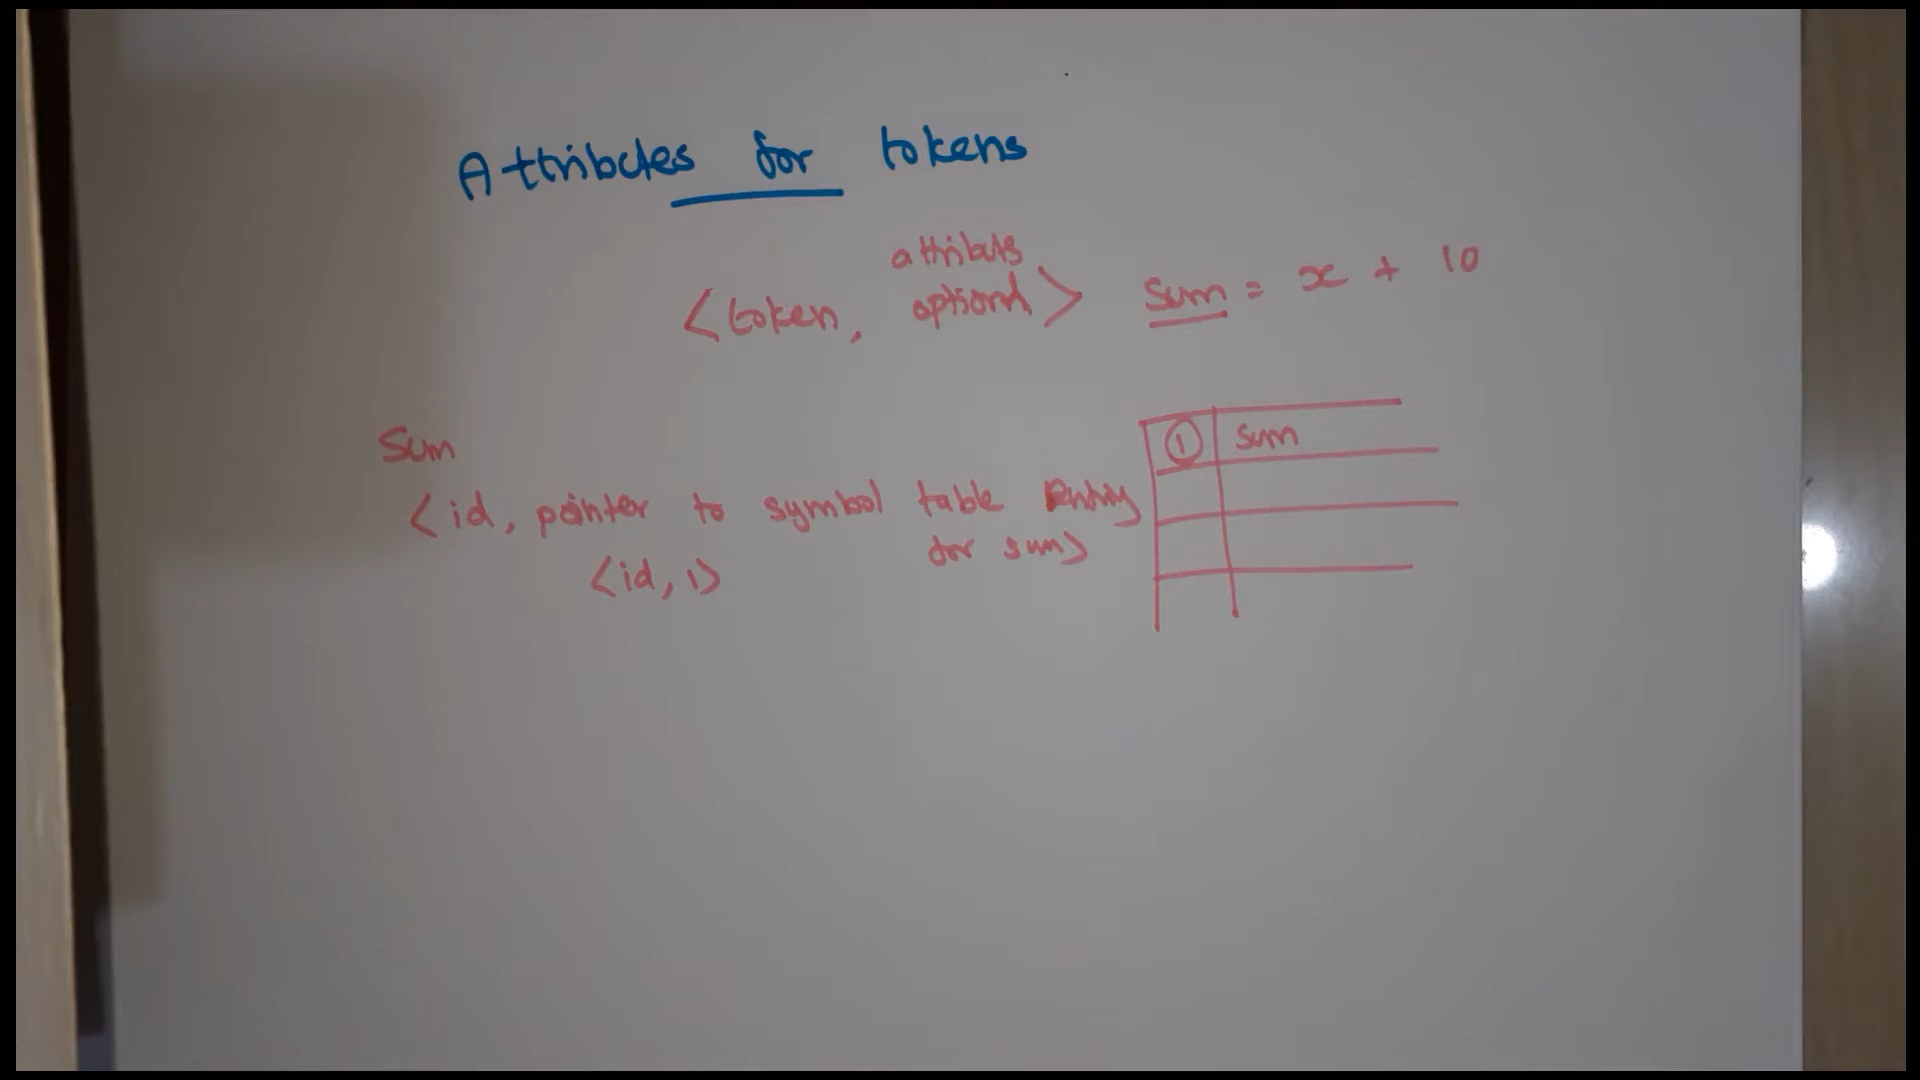 Attributes for tokens
attribute
<token, optional> sum = x + 10
sum
<id, pointer to symbol table Entry
for sum>
<id, 1>
1 sum